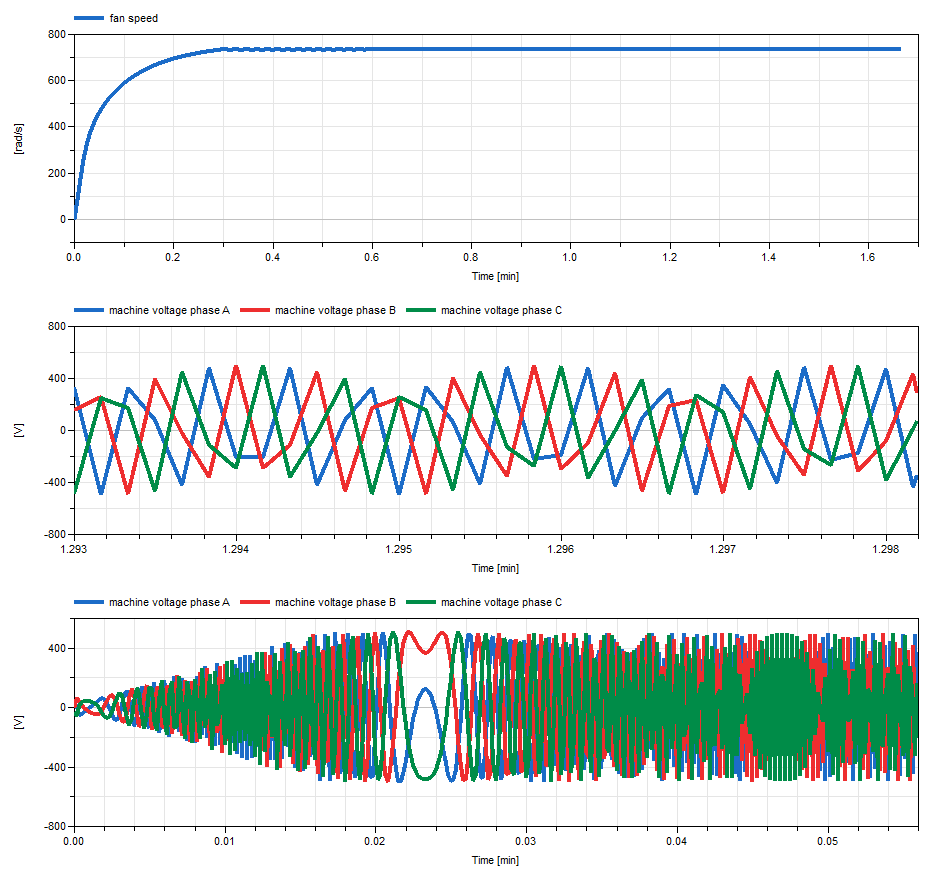 fan speed
800
600
400
200
0
[rad/s]
0.0 0.2 0.4 0.6 0.8 1.0 1.2 1.4 1.6
Time [min]
machine voltage phase A machine voltage phase B machine voltage phase C
800
400
0
-400
-800
[V]
1.293 1.294 1.295 1.296 1.297 1.298
Time [min]
machine voltage phase A machine voltage phase B machine voltage phase C
400
0
-400
-800
[V]
0.00 0.01 0.02 0.03 0.04 0.05
Time [min]